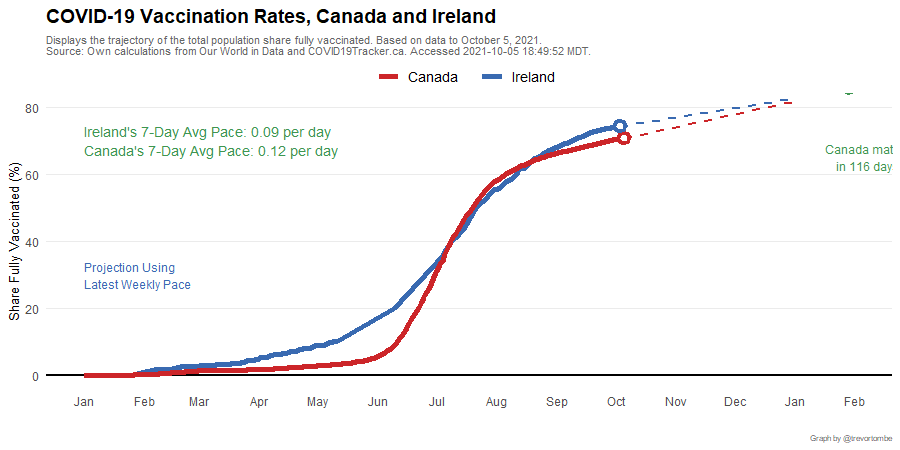 COVID-19 Vaccination Rates, Canada and Ireland
Displays the trajectory of the total population share fully vaccinated. Based on data to October 5, 2021.
Source: Own calculations from Our World in Data and COVID19Tracker.ca. Accessed 2021-10-05 18:49:52 MDT.
Canada Ireland
Share Fully Vaccinated (%)
80
60
40
20
0
Ireland's 7-Day Avg Pace: 0.09 per day
Canada's 7-Day Avg Pace: 0.12 per day
Canada mat
in 116 day
Projection Using
Latest Weekly Pace
Jan Feb Mar Apr May Jun Jul Aug Sep Oct Nov Dec Jan Feb
Graph by @trevortombe